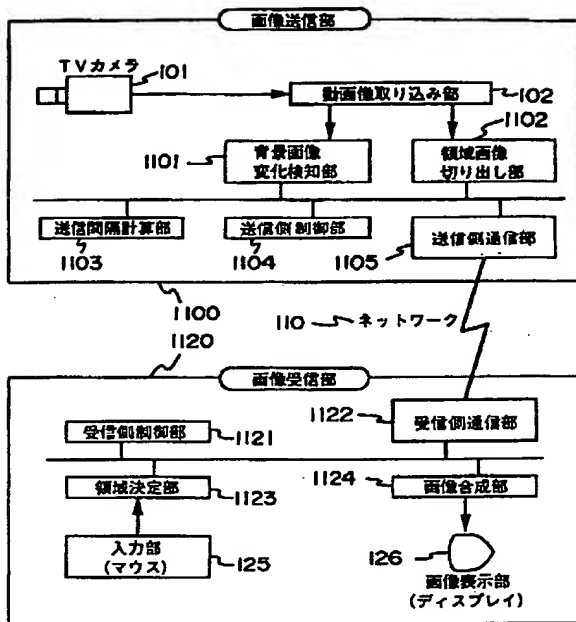 画像送信部
TVカメラ
101
動画像取り込み部
102
1102
1101
背景画像
変化検知部
領域画像
切り出し部
送信間隔計算部
送信側制御部
送信側通信部
1103
1104
1105
1100
110
ネットワーク
1120
画像受信部
1122
受信側通信部
受信側制御部
1121
1124
領域決定部
1123
画像合成部
入力部
(マウス)
125
126
画像表示部
(ディスプレイ)